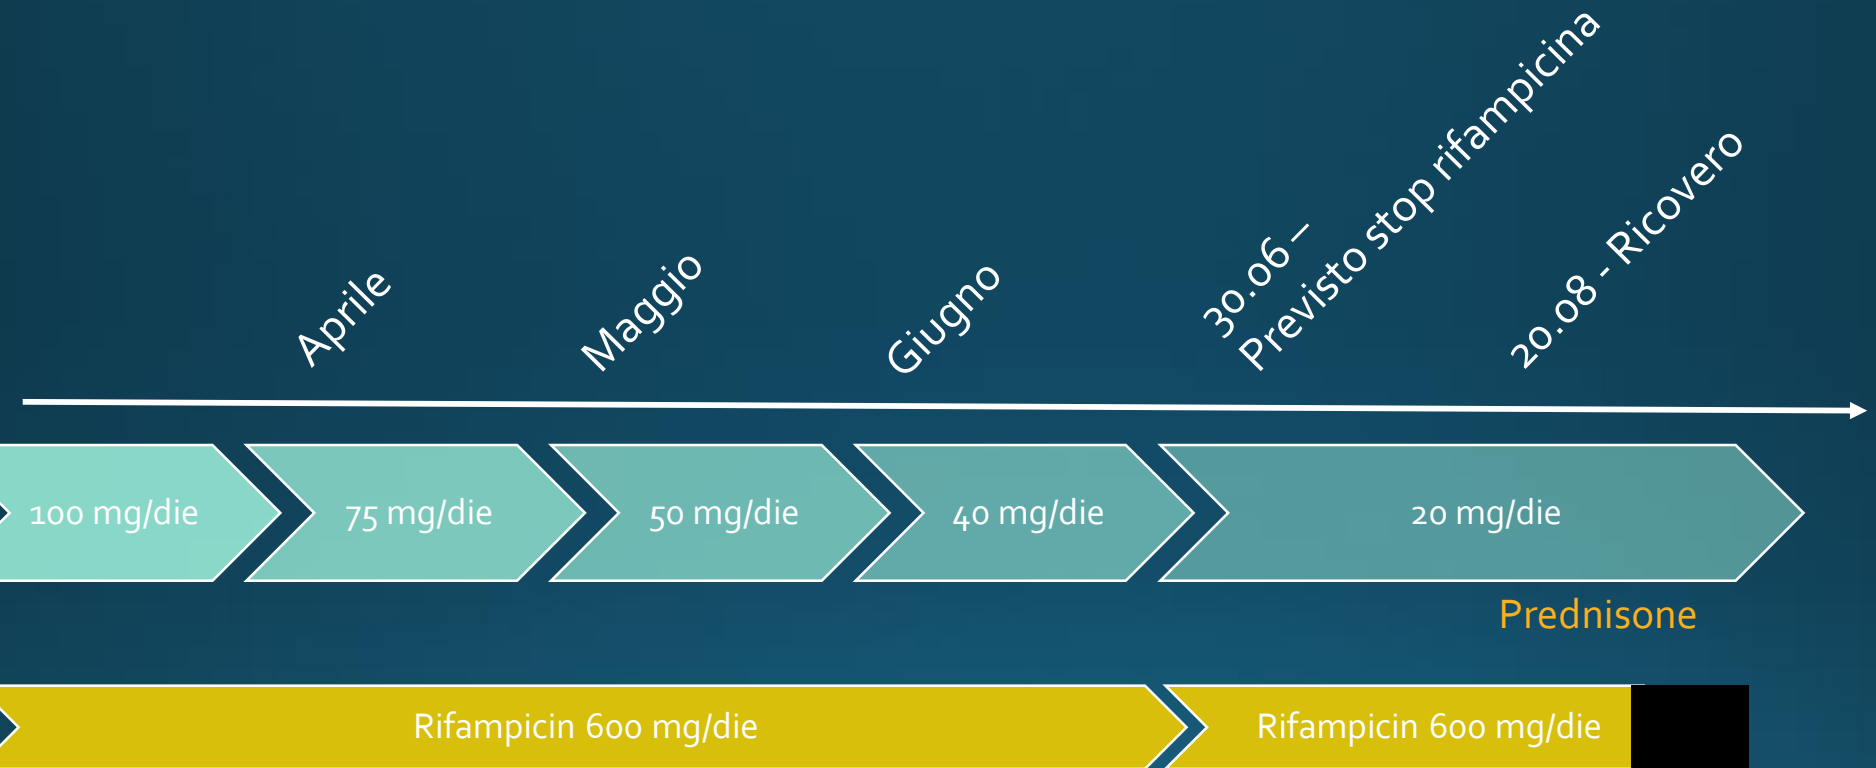 Aprile
Maggio
Giugno
30.06 –
Previsto stop rifampicina
20.08 - Ricovero
100 mg/die
75 mg/die
50 mg/die
40 mg/die
20 mg/die
Prednisone
Rifampicin 600 mg/die
Rifampicin 600 mg/die